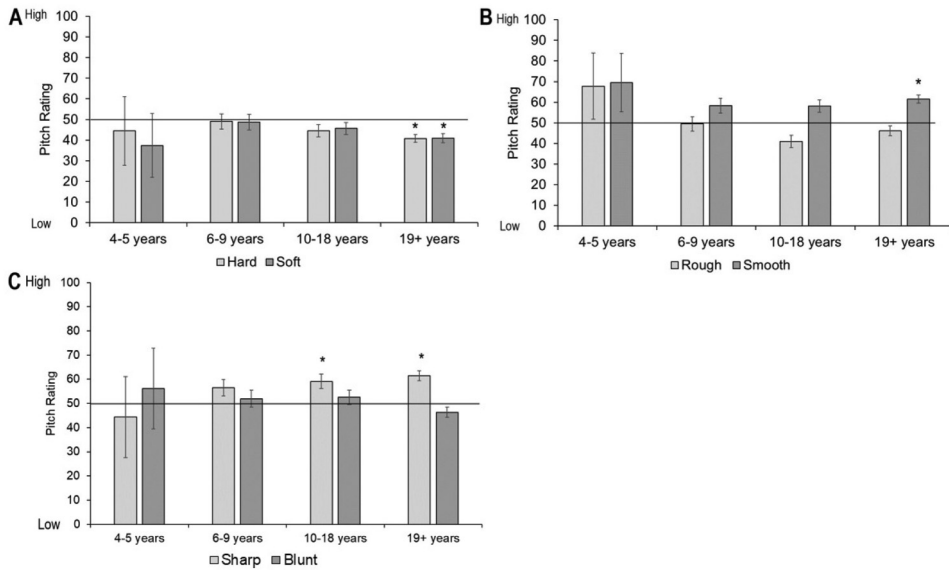 A High 100
90
80
70
60
50
40
30
20
10
Low 0
Pitch Rating
* *
4-5 years 6-9 years 10-18 years 19+ years
Hard Soft
B High 100
90
80
70
60
50
40
30
20
10
Low 0
Pitch Rating
*
4-5 years 6-9 years 10-18 years 19+ years
Rough Smooth
C High 100
90
80
70
60
50
40
30
20
10
Low 0
Pitch Rating
* *
4-5 years 6-9 years 10-18 years 19+ years
Sharp Blunt